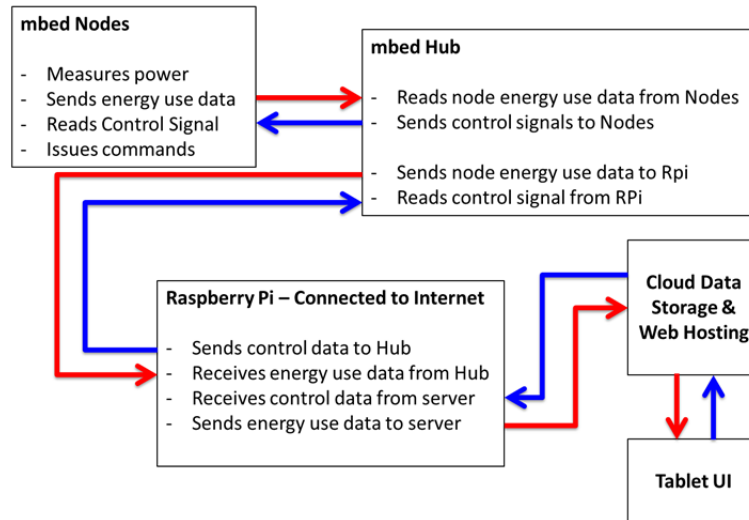 mbed Nodes
- Measures power
- Sends energy use data
- Reads Control Signal
- Issues commands
mbed Hub
- Reads node energy use data from Nodes
- Sends control signals to Nodes
- Sends node energy use data to Rpi
- Reads control signal from RPi
Raspberry Pi – Connected to Internet
- Sends control data to Hub
- Receives energy use data from Hub
- Receives control data from server
- Sends energy use data to server
Cloud Data
Storage &
Web Hosting
Tablet UI